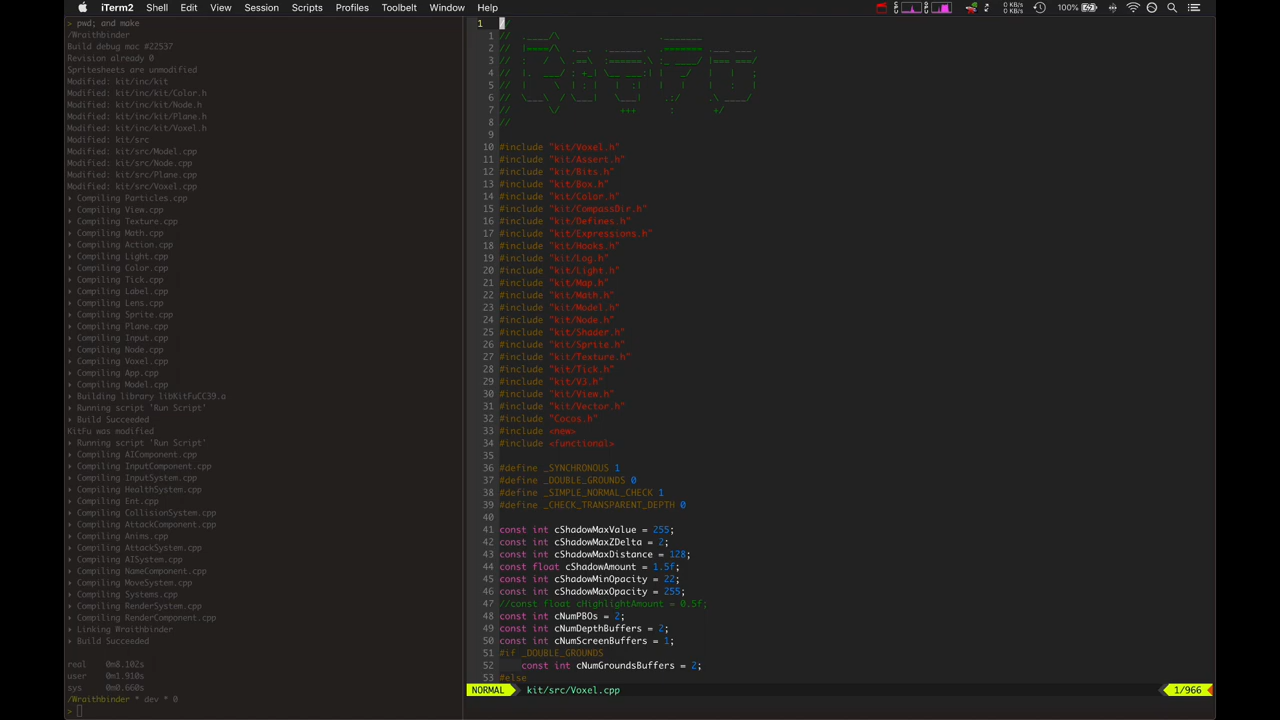 iTerm2 Shell Edit View Session Scripts Profiles Toolbelt Window Help
0 KB/s
0 KB/s
100%
> pwd; and make
/Wraithbinder
Build debug mac #22537
Revision already 0
Spritesheets are unmodified
Modified: kit/inc/kit
Modified: kit/inc/kit/Color.h
Modified: kit/inc/kit/Node.h
Modified: kit/inc/kit/Plane.h
Modified: kit/inc/kit/Voxel.h
Modified: kit/src
Modified: kit/src/Model.cpp
Modified: kit/src/Node.cpp
Modified: kit/src/Plane.cpp
Modified: kit/src/Voxel.cpp
▸ Compiling Particles.cpp
▸ Compiling View.cpp
▸ Compiling Texture.cpp
▸ Compiling Math.cpp
▸ Compiling Action.cpp
▸ Compiling Light.cpp
▸ Compiling Color.cpp
▸ Compiling Tick.cpp
▸ Compiling Label.cpp
▸ Compiling Lens.cpp
▸ Compiling Sprite.cpp
▸ Compiling Plane.cpp
▸ Compiling Input.cpp
▸ Compiling Node.cpp
▸ Compiling Voxel.cpp
▸ Compiling App.cpp
▸ Compiling Model.cpp
▸ Building library libKitFuCC39.a
▸ Running script 'Run Script'
▸ Build Succeeded
KitFu was modified
▸ Running script 'Run Script'
▸ Compiling AIComponent.cpp
▸ Compiling InputComponent.cpp
▸ Compiling InputSystem.cpp
▸ Compiling HealthSystem.cpp
▸ Compiling Ent.cpp
▸ Compiling CollisionSystem.cpp
▸ Compiling AttackComponent.cpp
▸ Compiling Anims.cpp
▸ Compiling AttackSystem.cpp
▸ Compiling AISystem.cpp
▸ Compiling NameComponent.cpp
▸ Compiling MoveSystem.cpp
▸ Compiling Systems.cpp
▸ Compiling RenderSystem.cpp
▸ Compiling RenderComponent.cpp
▸ Linking Wraithbinder
▸ Build Succeeded
real 0m8.102s
user 0m1.910s
sys 0m0.660s
/Wraithbinder * dev * 0
>
1 //
1 //
2 //
3 //
4 //
5 //
6 //
7 //
8 //
9
10 #include "kit/Voxel.h"
11 #include "kit/Assert.h"
12 #include "kit/Bits.h"
13 #include "kit/Box.h"
14 #include "kit/Color.h"
15 #include "kit/CompassDir.h"
16 #include "kit/Defines.h"
17 #include "kit/Expressions.h"
18 #include "kit/Hooks.h"
19 #include "kit/Log.h"
20 #include "kit/Light.h"
21 #include "kit/Map.h"
22 #include "kit/Math.h"
23 #include "kit/Model.h"
24 #include "kit/Node.h"
25 #include "kit/Shader.h"
26 #include "kit/Sprite.h"
27 #include "kit/Texture.h"
28 #include "kit/Tick.h"
29 #include "kit/V3.h"
30 #include "kit/View.h"
31 #include "kit/Vector.h"
32 #include "Cocos.h"
33 #include <new>
34 #include <functional>
35
36 #define _SYNCHRONOUS 1
37 #define _DOUBLE_GROUNDS 0
38 #define _SIMPLE_NORMAL_CHECK 1
39 #define _CHECK_TRANSPARENT_DEPTH 0
40
41 const int cShadowMaxValue = 255;
42 const int cShadowMaxZDelta = 2;
43 const int cShadowMaxDistance = 128;
44 const float cShadowAmount = 1.5f;
45 const int cShadowMinOpacity = 22;
46 const int cShadowMaxOpacity = 255;
47 //const float cHighlightAmount = 0.5f;
48 const int cNumPBOs = 2;
49 const int cNumDepthBuffers = 2;
50 const int cNumScreenBuffers = 1;
51 #if _DOUBLE_GROUNDS
52 const int cNumGroundsBuffers = 2;
53 #else
NORMAL kit/src/Voxel.cpp 1/966